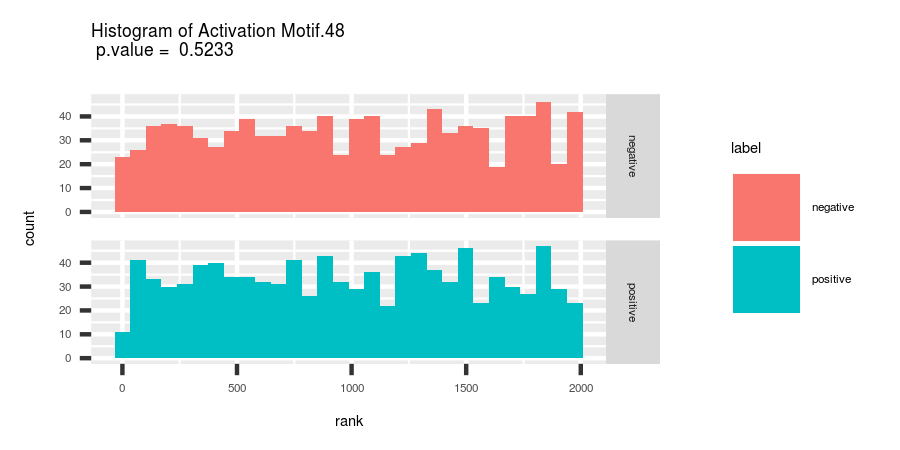 Histogram of Activation Motif.48
p.value = 0.5233
count
40
30
20
10
0
negative
40
30
20
10
0
positive
0 500 1000 1500 2000
rank
label
negative
positive